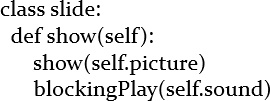 class slide:
  def show(self):
    show(self.picture)
    blockingPlay(self.sound)